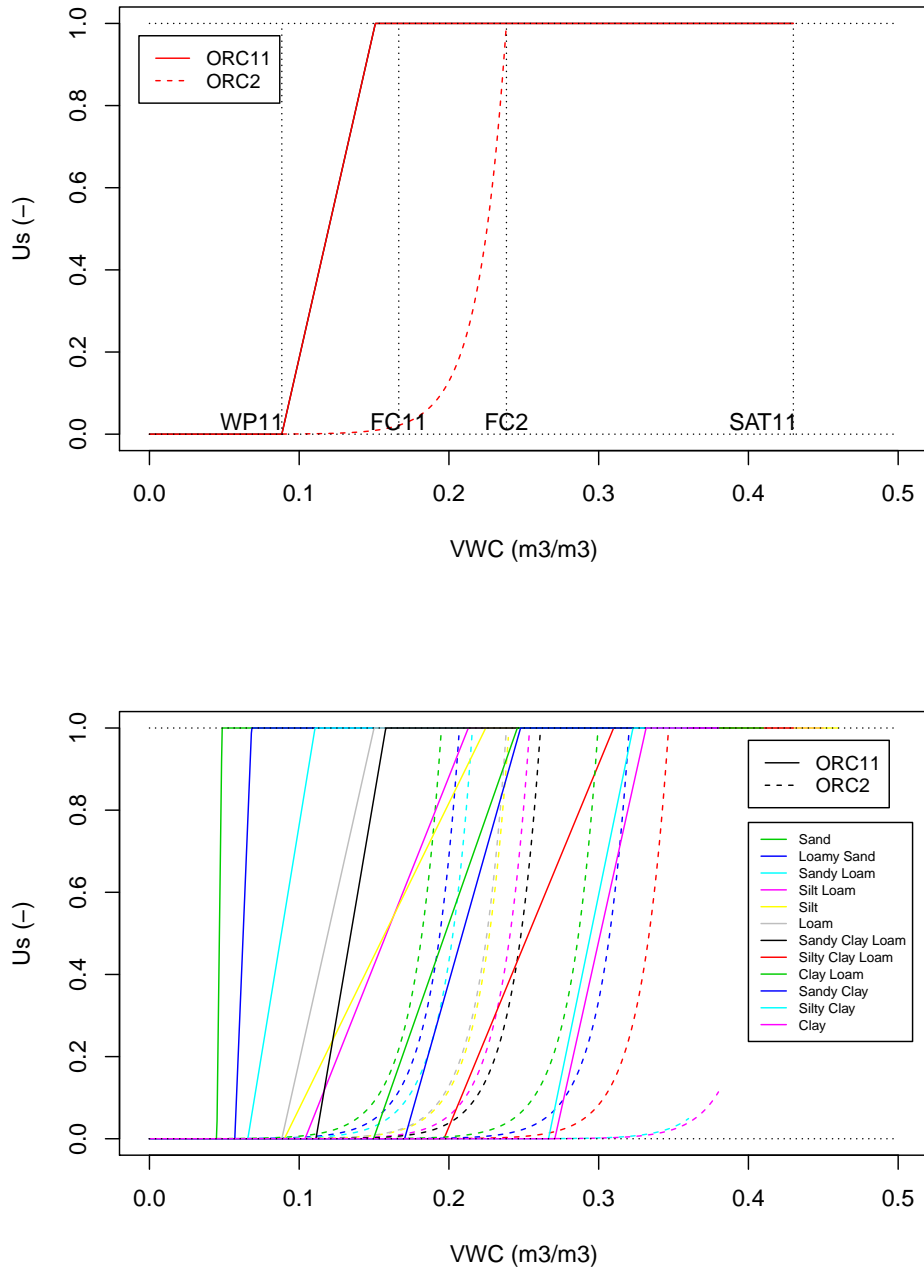 1.0
0.8
0.6
0.4
0.2
0.0
Us (−)
ORC11
ORC2
WP11 FC11 FC2 SAT11
0.0 0.1 0.2 0.3 0.4 0.5
VWC (m3/m3)
1.0
0.8
0.6
0.4
0.2
0.0
Us (−)
ORC11
ORC2
Sand
Loamy Sand
Sandy Loam
Silt Loam
Silt
Loam
Sandy Clay Loam
Silty Clay Loam
Clay Loam
Sandy Clay
Silty Clay
Clay
0.0 0.1 0.2 0.3 0.4 0.5
VWC (m3/m3)